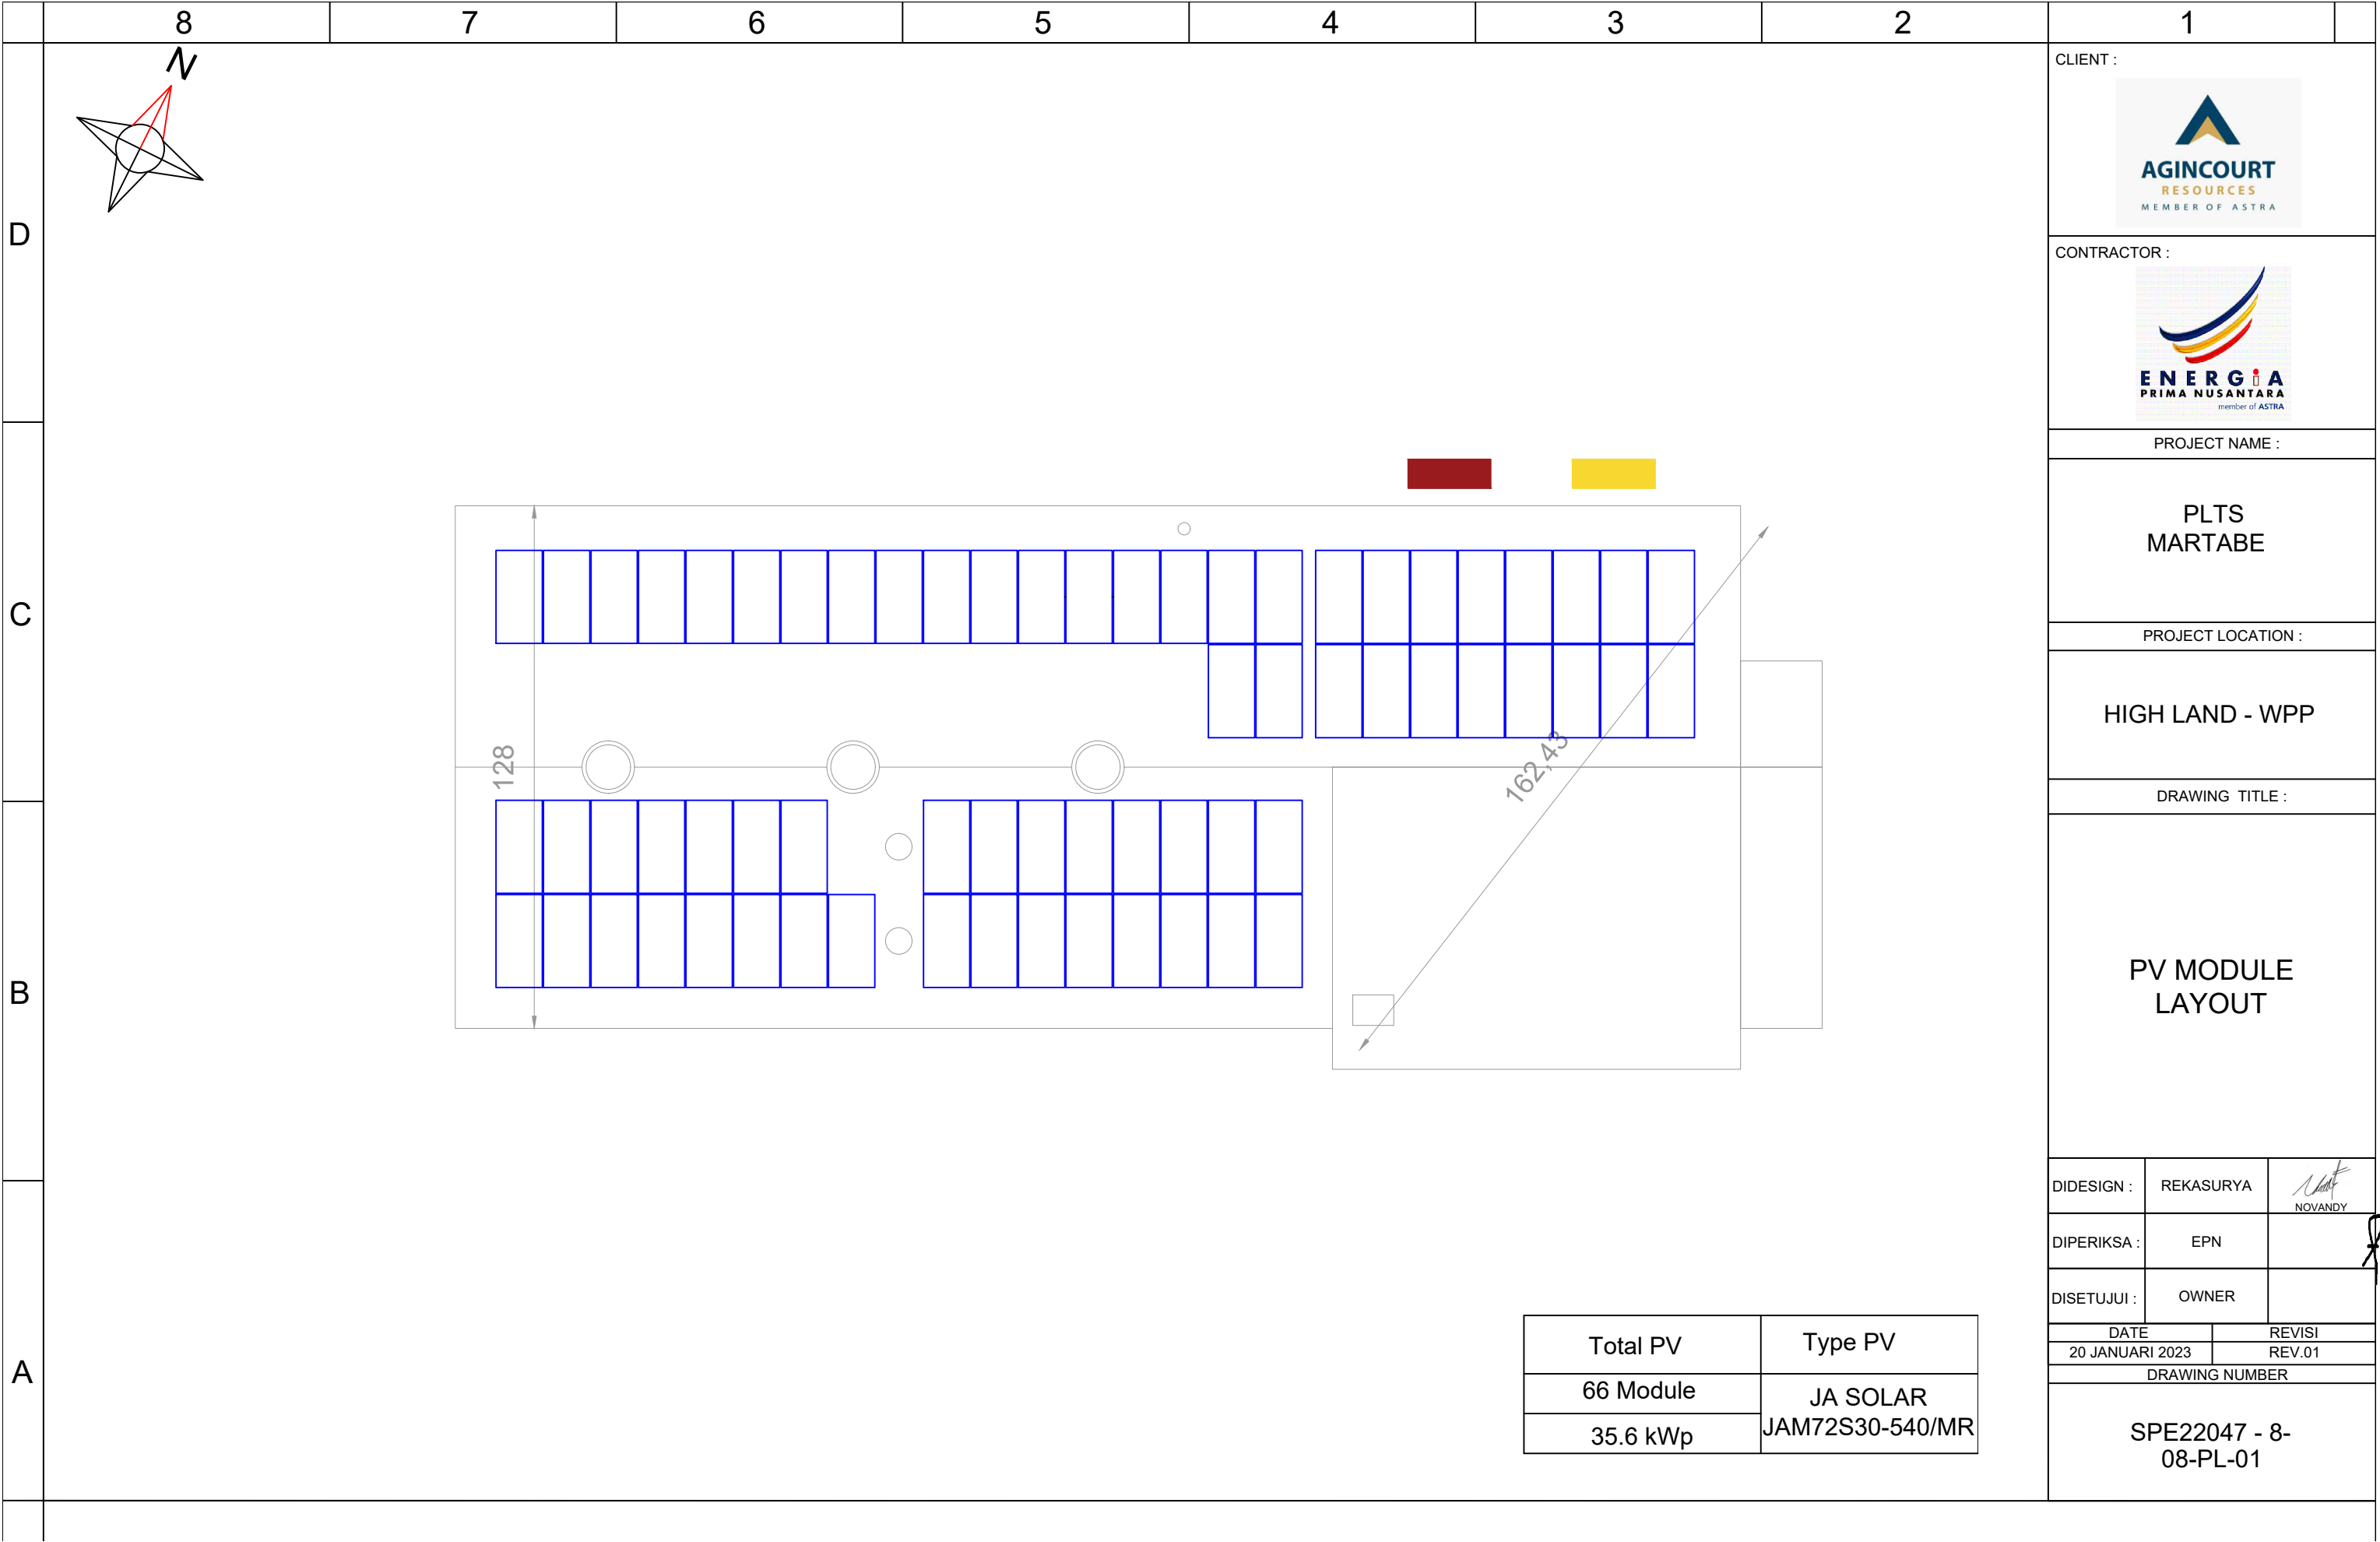 8 7 6 5 4 3 2 1
N
D
C
B
A
128
162,43
Total PV
Type PV
66 Module
35.6 kWp
JA SOLAR
JAM72S30-540/MR
CLIENT :
AGINCOURT
RESOURCES
MEMBER OF ASTRA
CONTRACTOR :
ENERGiA
PRIMA NUSANTARA
member of ASTRA
PROJECT NAME :
PLTS
MARTABE
PROJECT LOCATION :
HIGH LAND - WPP
DRAWING TITLE :
PV MODULE
LAYOUT
DIDESIGN :
REKASURYA
NOVANDY
DIPERIKSA :
EPN
DISETUJUI :
OWNER
DATE
REVISI
20 JANUARI 2023
REV.01
DRAWING NUMBER
SPE22047 - 8-
08-PL-01